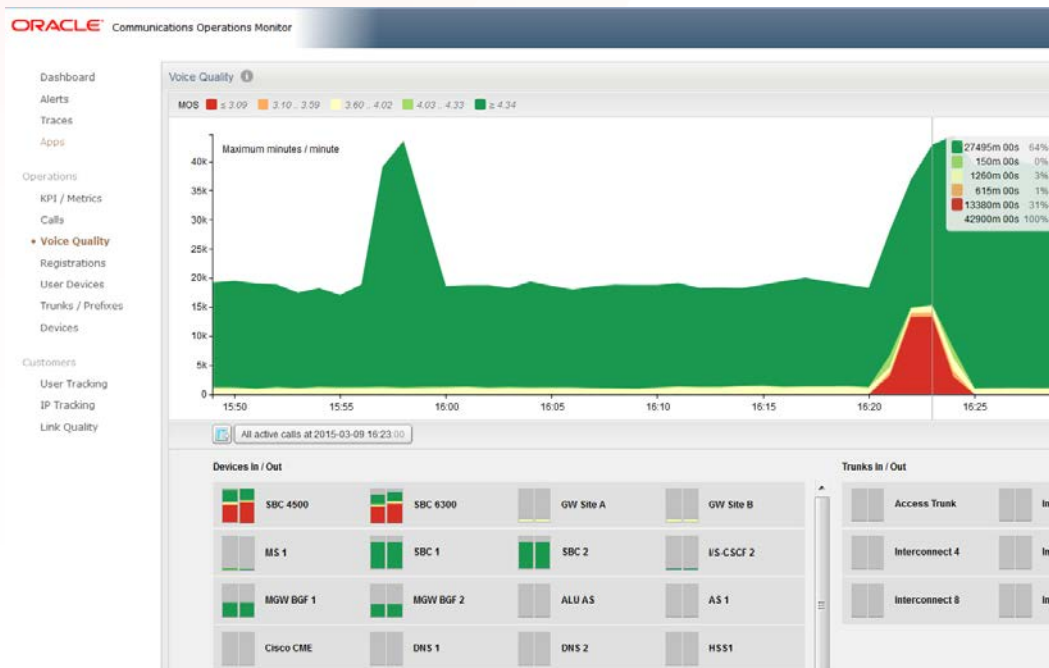 ORACLE Communications Operations Monitor
Dashboard
Alerts
Traces
Apps
Operations
KPI / Metrics
Calls
Voice Quality
Registrations
User Devices
Trunks / Prefixes
Devices
Customers
User Tracking
IP Tracking
Link Quality
Voice Quality
MOS ≤ 3.09 3.10 .. 3.59 3.60 .. 4.02 4.03 .. 4.33 ≥ 4.34
Maximum minutes / minute
40k
35k
30k
25k
20k
15k
10k
5k
0
27495m 00s 64%
150m 00s 0%
1260m 00s 3%
615m 00s 1%
13380m 00s 31%
42900m 00s 100%
15:50 15:55 16:00 16:05 16:10 16:15 16:20 16:25
All active calls at 2015-03-09 16:23:00
Devices In / Out
SBC 4500 SBC 6300 GW Site A GW Site B
MS 1 SBC 1 SBC 2 I/S-CSCF 2
MGW BGF 1 MGW BGF 2 ALU AS AS 1
Cisco CME DNS 1 DNS 2 HSS1
Trunks In / Out
Access Trunk
Interconnect 4
Interconnect 8